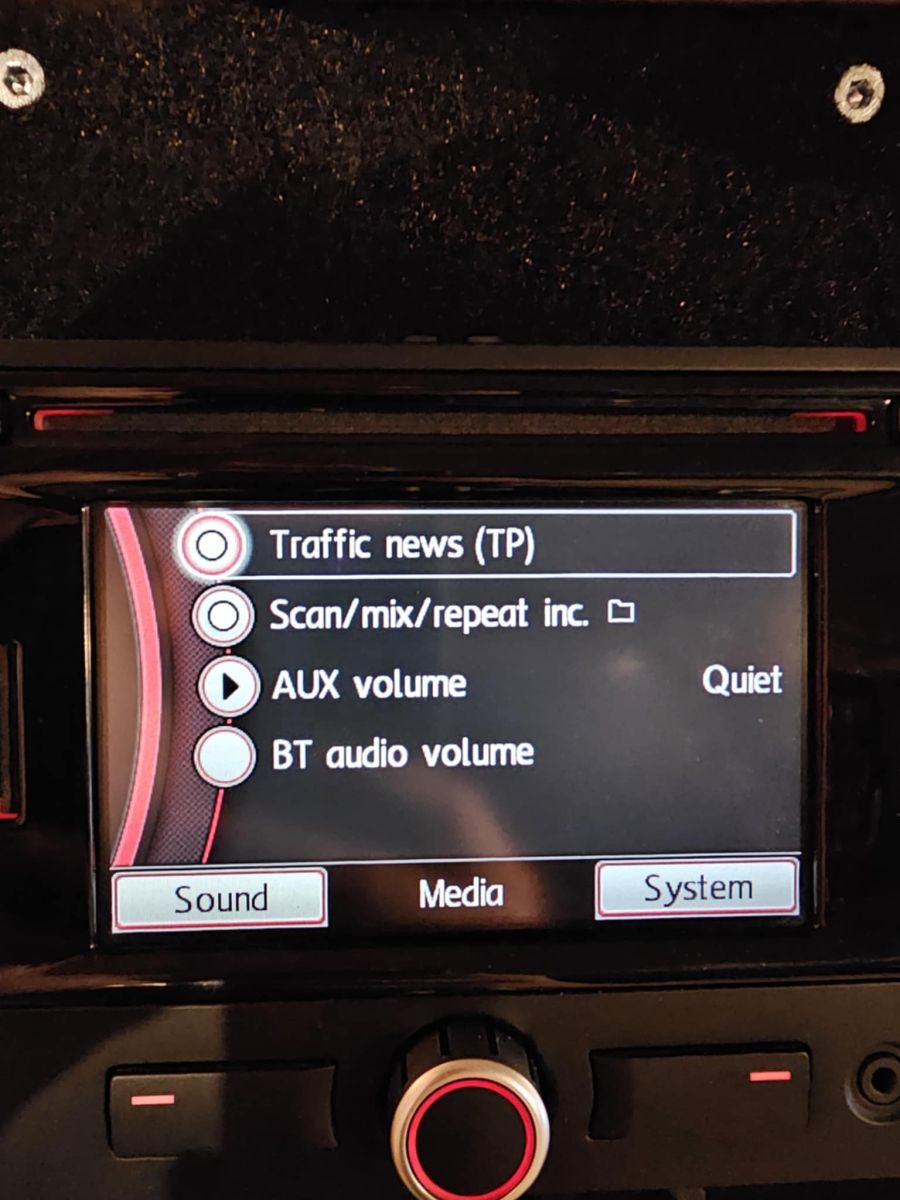 Traffic news (TP)
Scan/mix/repeat inc.
AUX volume Quiet
BT audio volume
Sound Media System